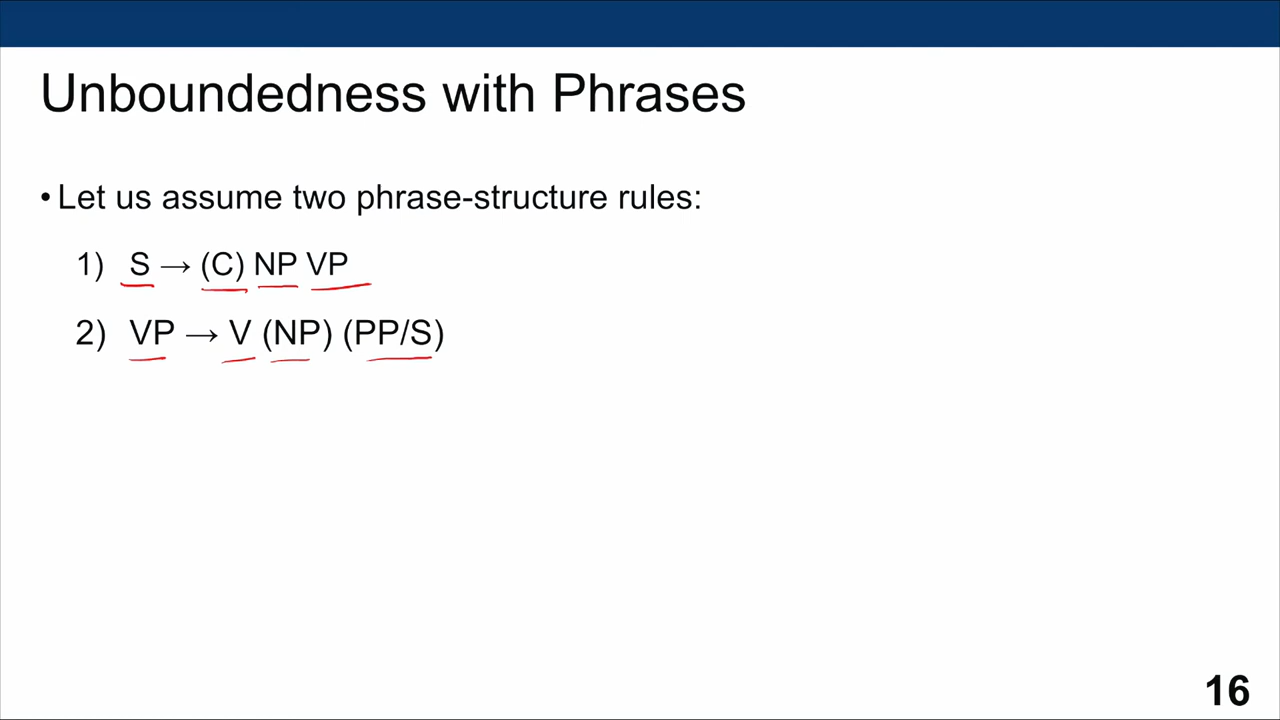 Unboundedness with Phrases
• Let us assume two phrase-structure rules:
1) S → (C) NP VP
2) VP → V (NP) (PP/S)
16